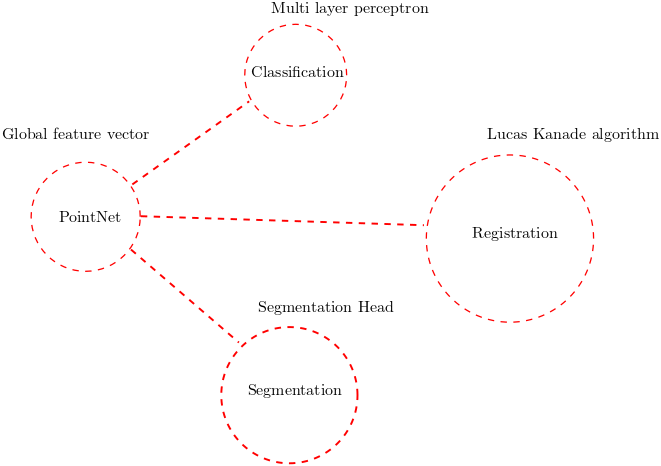 Multi layer perceptron
Classification
Global feature vector
Lucas Kanade algorithm
PointNet
Registration
Segmentation Head
Segmentation